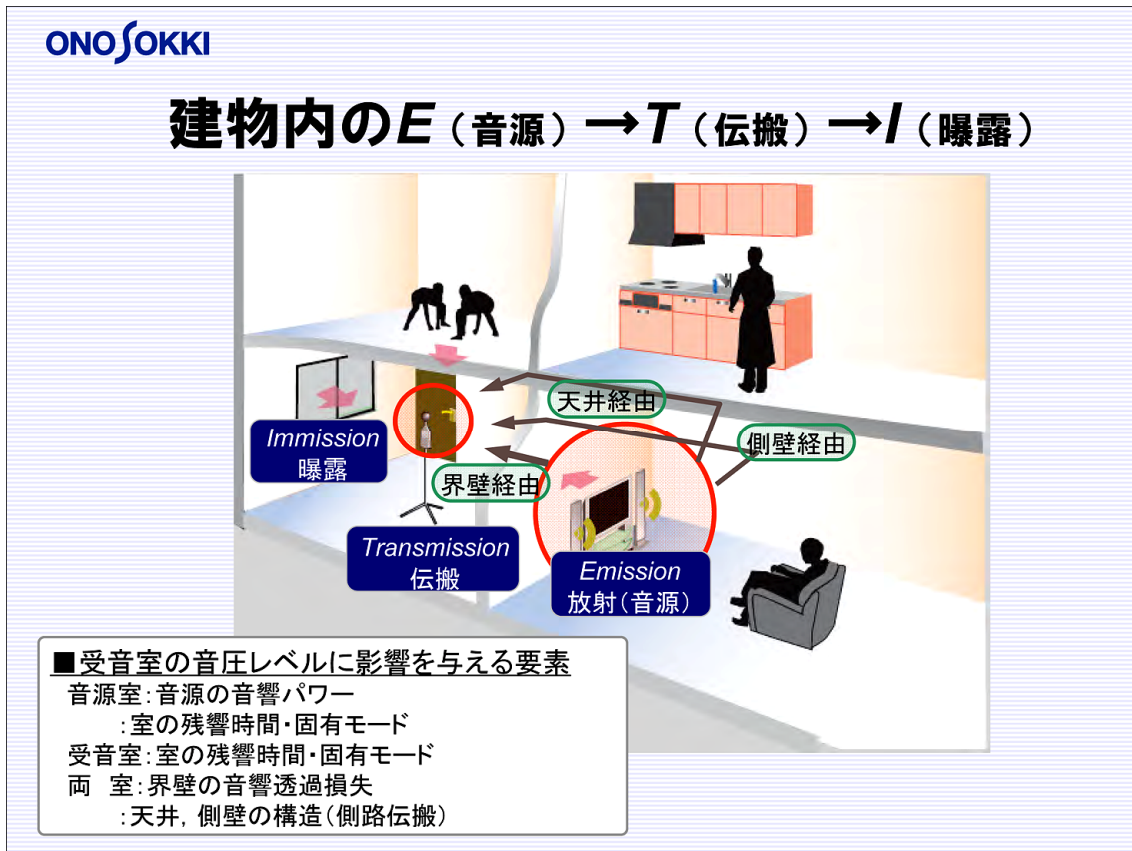 ONO SOKKI
建物内のE（音源）→T（伝搬）→I（曝露）
天井経由
側壁経由
Immission
曝露
界壁経由
Transmission
伝搬
Emission
放射（音源）
■受音室の音圧レベルに影響を与える要素
音源室：音源の音響パワー
：室の残響時間・固有モード
受音室：室の残響時間・固有モード
両　室：界壁の音響透過損失
：天井，側壁の構造（側路伝搬）